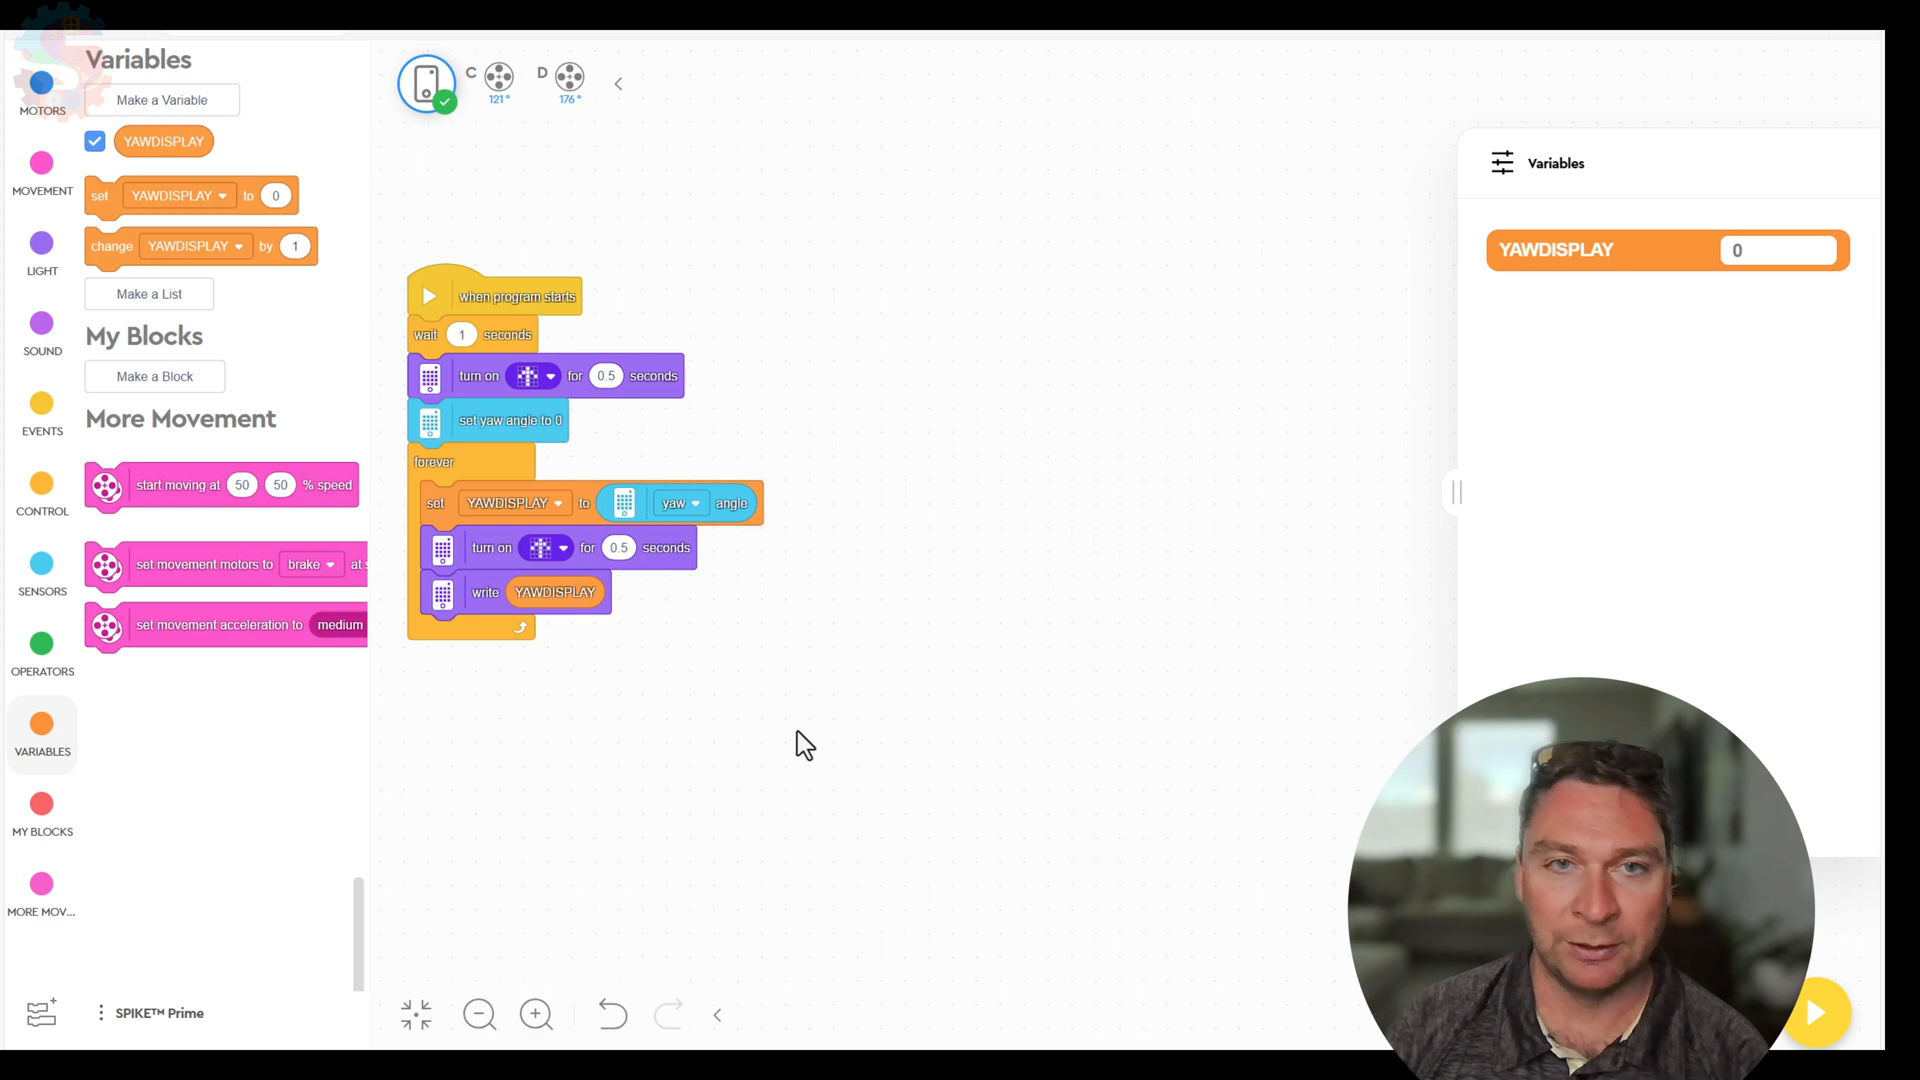 MOTORS
MOVEMENT
LIGHT
SOUND
EVENTS
CONTROL
SENSORS
OPERATORS
VARIABLES
MY BLOCKS
MORE MOV...
Variables
Make a Variable
YAWDISPLAY
set YAWDISPLAY to 0
change YAWDISPLAY by 1
Make a List
My Blocks
Make a Block
More Movement
start moving at 50 50 % speed
set movement motors to brake at s
set movement acceleration to medium
SPIKE™ Prime
C 121° D 176°
when program starts
wait 1 seconds
turn on for 0.5 seconds
set yaw angle to 0
forever
set YAWDISPLAY to yaw angle
turn on for 0.5 seconds
write YAWDISPLAY
Variables
YAWDISPLAY 0